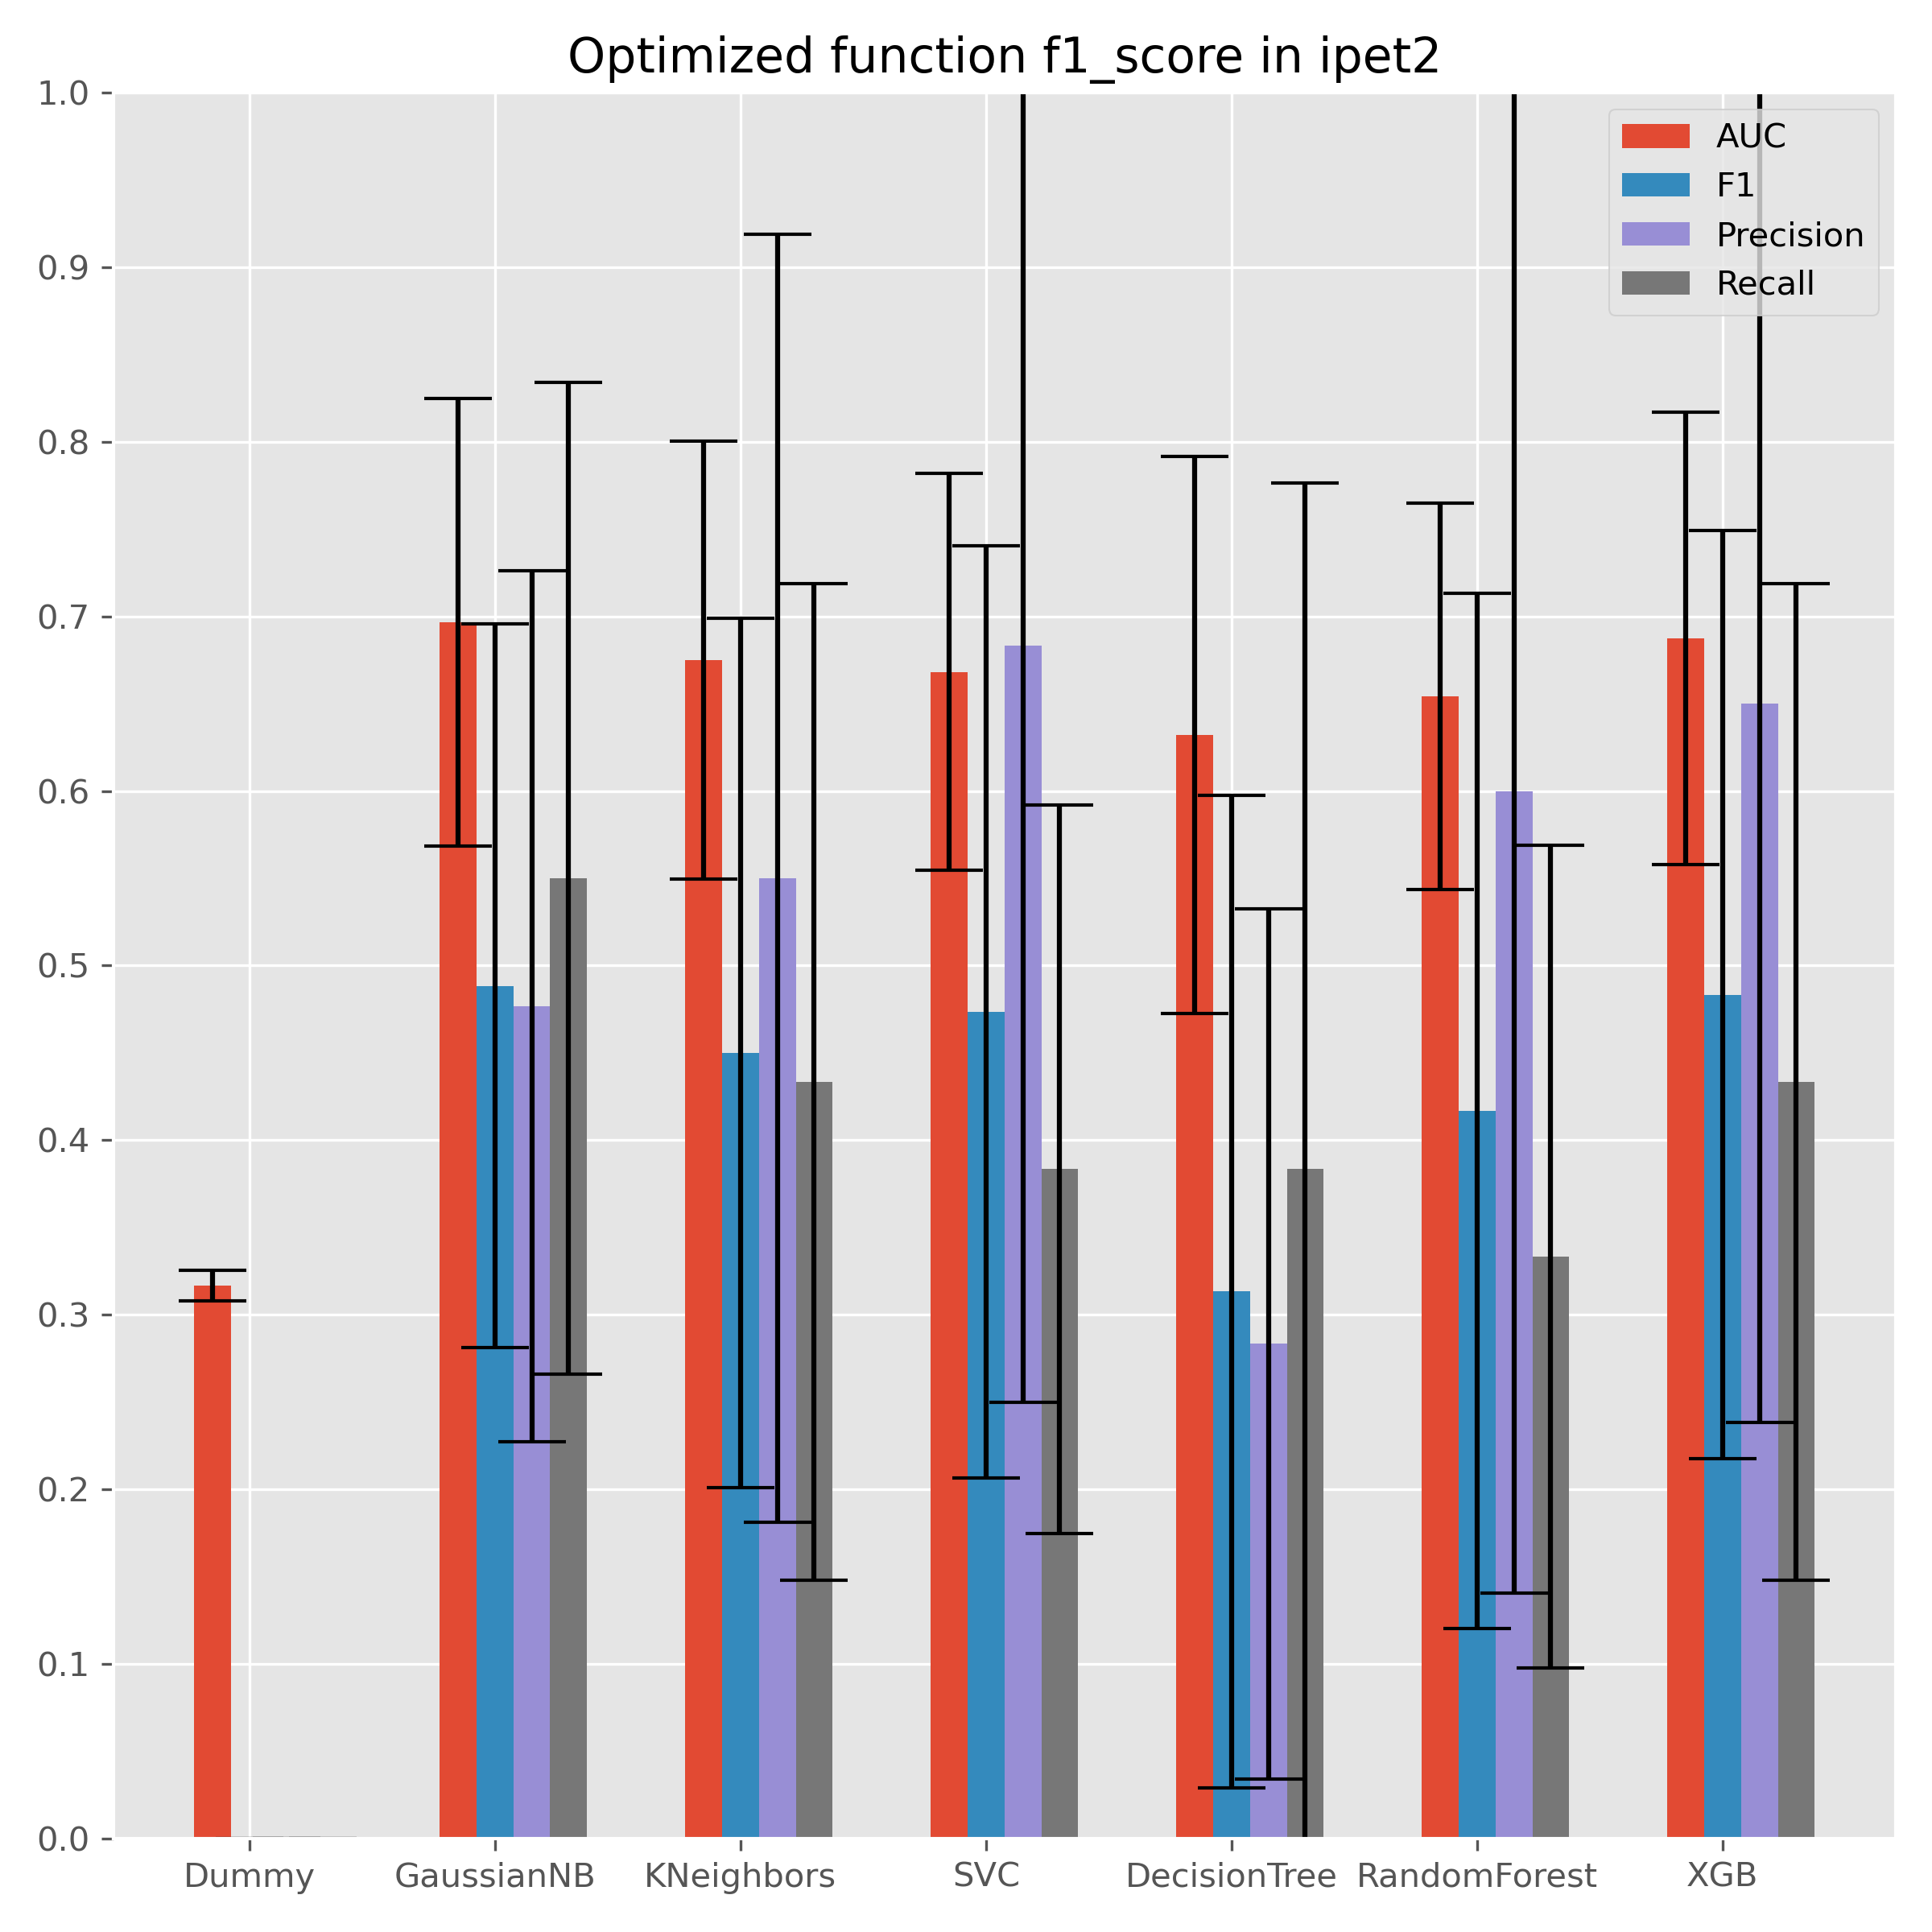 Optimized function f1_score in ipet2
1.0
0.9
0.8
0.7
0.6
0.5
0.4
0.3
0.2
0.1
0.0
AUC
F1
Precision
Recall
Dummy GaussianNB KNeighbors SVC DecisionTree RandomForest XGB